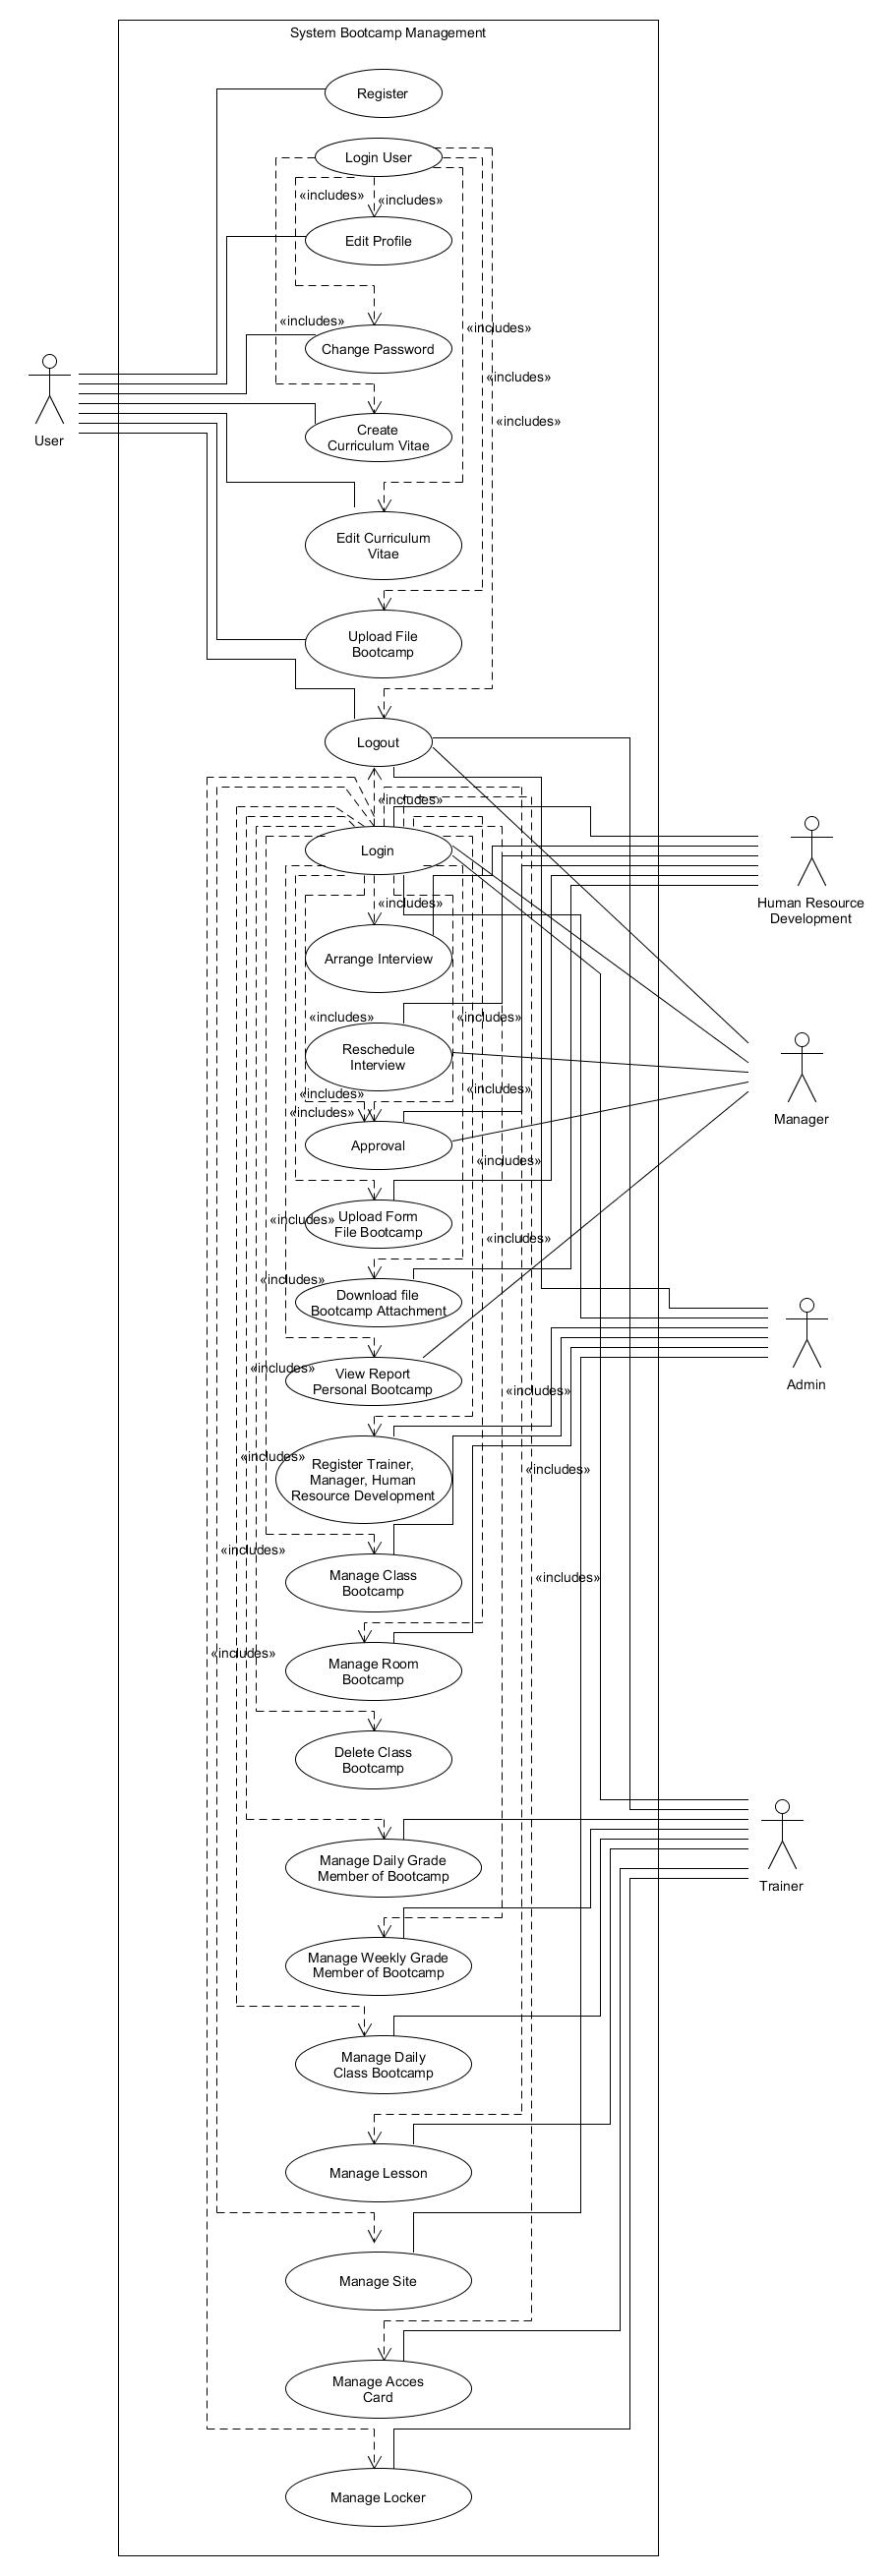 System Bootcamp Management
Register
Login User
«includes»
«includes»
Edit Profile
«includes»
«includes»
Change Password
«includes»
User
«includes»
Create
Curriculum Vitae
Edit Curriculum
Vitae
Upload File
Bootcamp
Logout
«includes»
Login
Human Resource
Development
«includes»
Arrange Interview
«includes»
«includes»
Reschedule
Interview
«includes»
«includes»
«includes»
Manager
Approval
«includes»
«includes»
Upload Form
File Bootcamp
«includes»
«includes»
Download file
Bootcamp Attachment
«includes»
View Report
Personal Bootcamp
«includes»
Admin
«includes»
Register Trainer,
Manager, Human
Resource Development
«includes»
«includes»
Manage Class
Bootcamp
«includes»
«includes»
Manage Room
Bootcamp
Delete Class
Bootcamp
Manage Daily Grade
Member of Bootcamp
Trainer
Manage Weekly Grade
Member of Bootcamp
Manage Daily
Class Bootcamp
Manage Lesson
Manage Site
Manage Acces
Card
Manage Locker